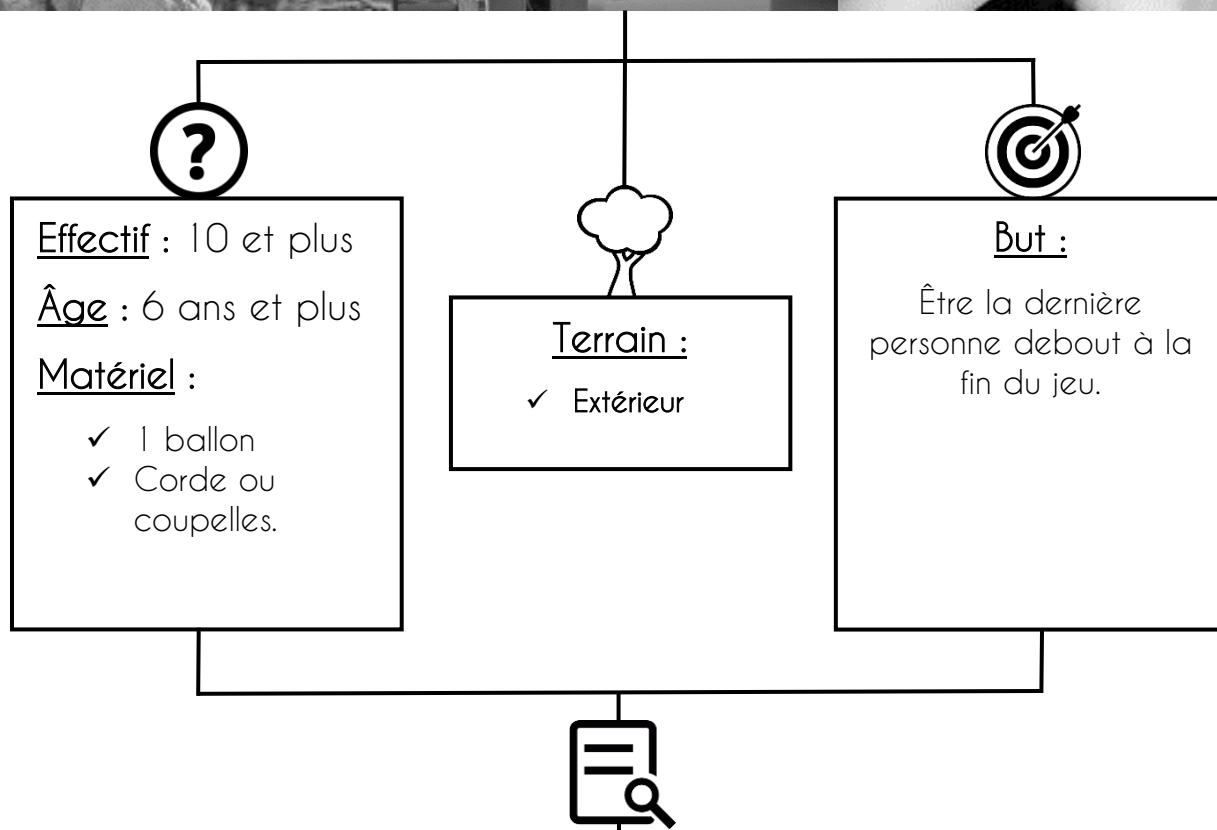 ?
Effectif : 10 et plus
Âge : 6 ans et plus
Matériel :
✓ 1 ballon
✓ Corde ou
coupelles.
Terrain :
✓ Extérieur
But :
Être la dernière
personne debout à la
fin du jeu.